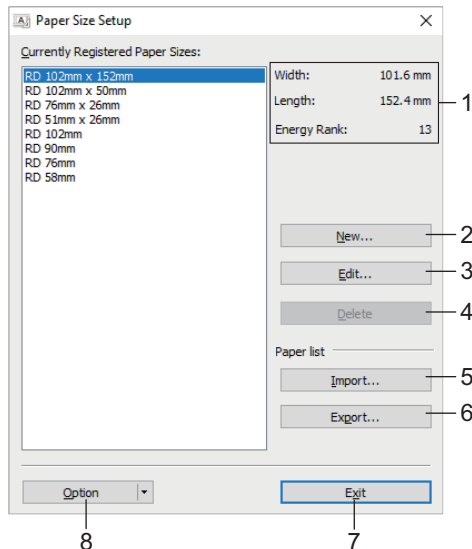 Paper Size Setup
Currently Registered Paper Sizes:
RD 102mm x 152mm
RD 102mm x 50mm
RD 76mm x 26mm
RD 51mm x 26mm
RD 102mm
RD 90mm
RD 76mm
RD 58mm
Width: 101.6 mm
Length: 152.4 mm
Energy Rank: 13
1
New... 2
Edit... 3
Delete 4
Paper list
Import... 5
Export... 6
Option Exit
8 7